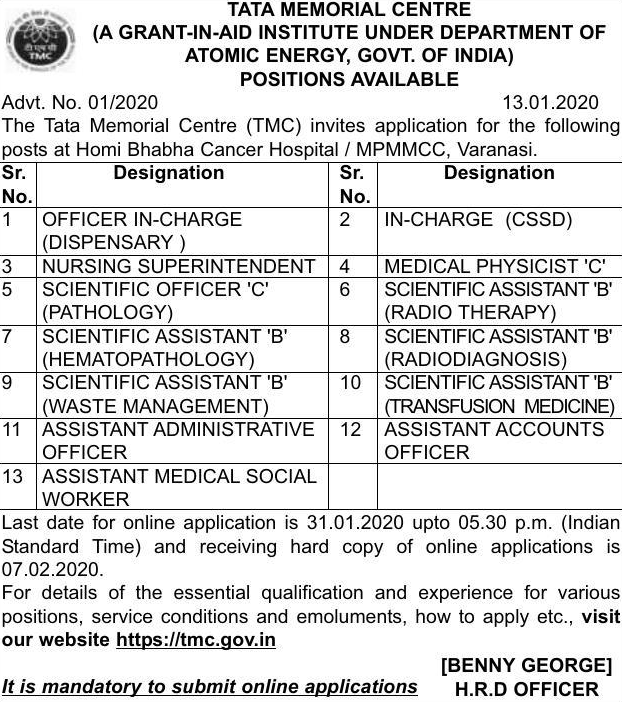 TATA MEMORIAL CENTRE
(A GRANT-IN-AID INSTITUTE UNDER DEPARTMENT OF
ATOMIC ENERGY, GOVT. OF INDIA)
POSITIONS AVAILABLE
टी एम सी
TMC
Advt. No. 01/2020 13.01.2020
The Tata Memorial Centre (TMC) invites application for the following
posts at Homi Bhabha Cancer Hospital / MPMMCC, Varanasi.
Sr. Designation Sr. Designation
No. No.
1 OFFICER IN-CHARGE 2 IN-CHARGE (CSSD)
(DISPENSARY )
3 NURSING SUPERINTENDENT 4 MEDICAL PHYSICIST 'C'
5 SCIENTIFIC OFFICER 'C' 6 SCIENTIFIC ASSISTANT 'B'
(PATHOLOGY) (RADIO THERAPY)
7 SCIENTIFIC ASSISTANT 'B' 8 SCIENTIFIC ASSISTANT 'B'
(HEMATOPATHOLOGY) (RADIODIAGNOSIS)
9 SCIENTIFIC ASSISTANT 'B' 10 SCIENTIFIC ASSISTANT 'B'
(WASTE MANAGEMENT) (TRANSFUSION MEDICINE)
11 ASSISTANT ADMINISTRATIVE 12 ASSISTANT ACCOUNTS
OFFICER OFFICER
13 ASSISTANT MEDICAL SOCIAL
WORKER
Last date for online application is 31.01.2020 upto 05.30 p.m. (Indian
Standard Time) and receiving hard copy of online applications is
07.02.2020.
For details of the essential qualification and experience for various
positions, service conditions and emoluments, how to apply etc., visit
our website https://tmc.gov.in
[BENNY GEORGE]
It is mandatory to submit online applications H.R.D OFFICER